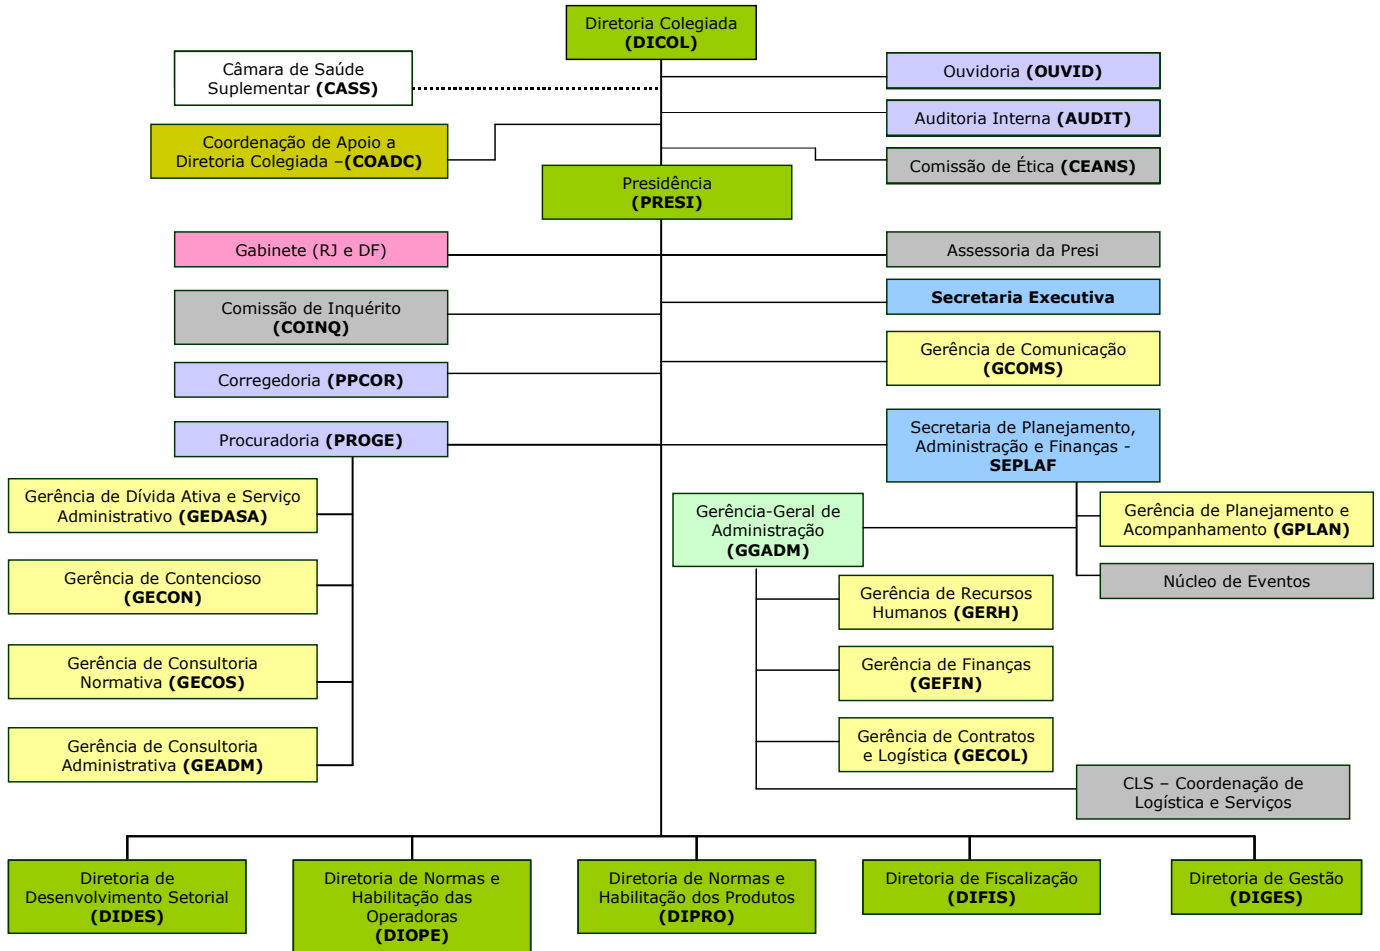 Diretoria Colegiada
(DICOL)
Câmara de Saúde
Suplementar (CASS)
Ouvidoria (OUVID)
Auditoria Interna (AUDIT)
Coordenação de Apoio a
Diretoria Colegiada –(COADC)
Comissão de Ética (CEANS)
Presidência
(PRESI)
Gabinete (RJ e DF)
Assessoria da Presi
Comissão de Inquérito
(COINQ)
Secretaria Executiva
Gerência de Comunicação
(GCOMS)
Corregedoria (PPCOR)
Procuradoria (PROGE)
Secretaria de Planejamento,
Administração e Finanças -
SEPLAF
Gerência de Dívida Ativa e Serviço
Administrativo (GEDASA)
Gerência-Geral de
Administração
(GGADM)
Gerência de Planejamento e
Acompanhamento (GPLAN)
Gerência de Contencioso
(GECON)
Núcleo de Eventos
Gerência de Recursos
Humanos (GERH)
Gerência de Consultoria
Normativa (GECOS)
Gerência de Finanças
(GEFIN)
Gerência de Consultoria
Administrativa (GEADM)
Gerência de Contratos
e Logística (GECOL)
CLS – Coordenação de
Logística e Serviços
Diretoria de
Desenvolvimento Setorial
(DIDES)
Diretoria de Normas e
Habilitação das
Operadoras
(DIOPE)
Diretoria de Normas e
Habilitação dos Produtos
(DIPRO)
Diretoria de Fiscalização
(DIFIS)
Diretoria de Gestão
(DIGES)